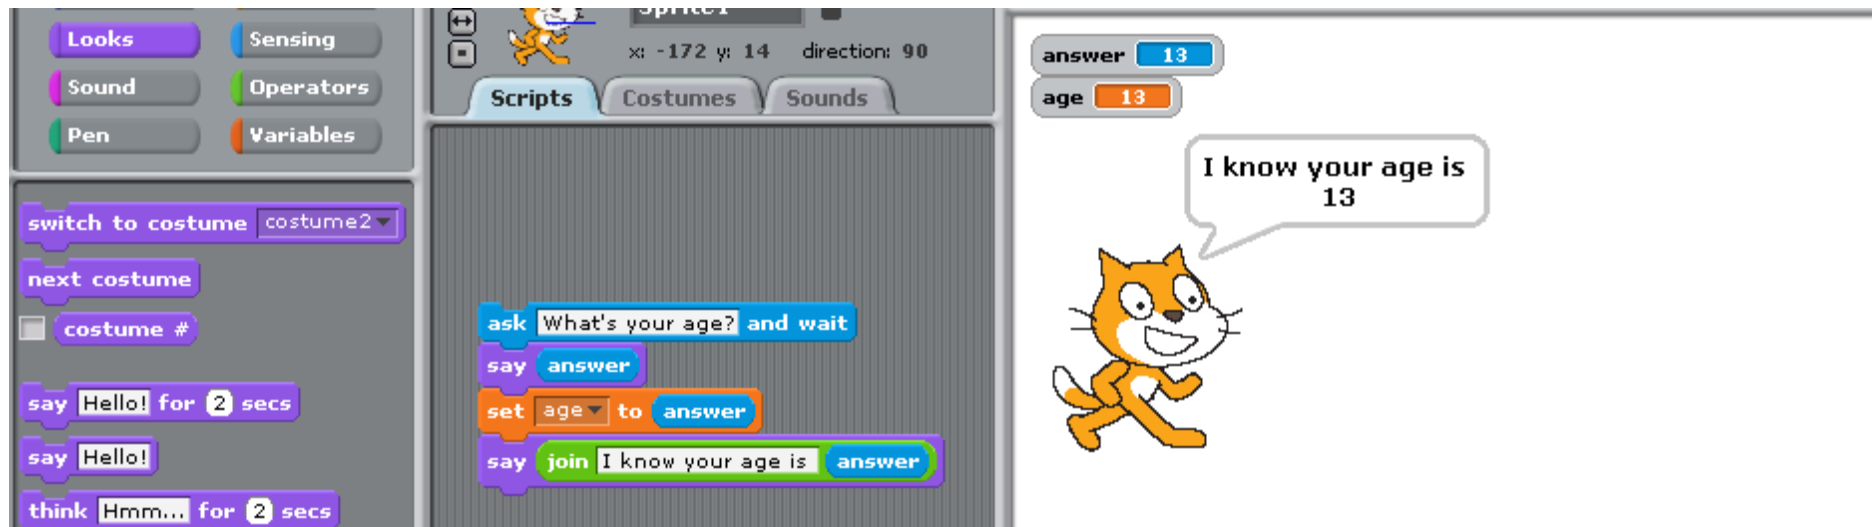 Looks
Sensing
Sound
Operators
Pen
Variables
switch to costume costume2
next costume
costume #
say Hello! for 2 secs
say Hello!
think Hmm... for 2 secs
Sprite1
x: -172 y: 14 direction: 90
Scripts Costumes Sounds
ask What's your age? and wait
say answer
set age to answer
say join I know your age is answer
answer 13
age 13
I know your age is
13